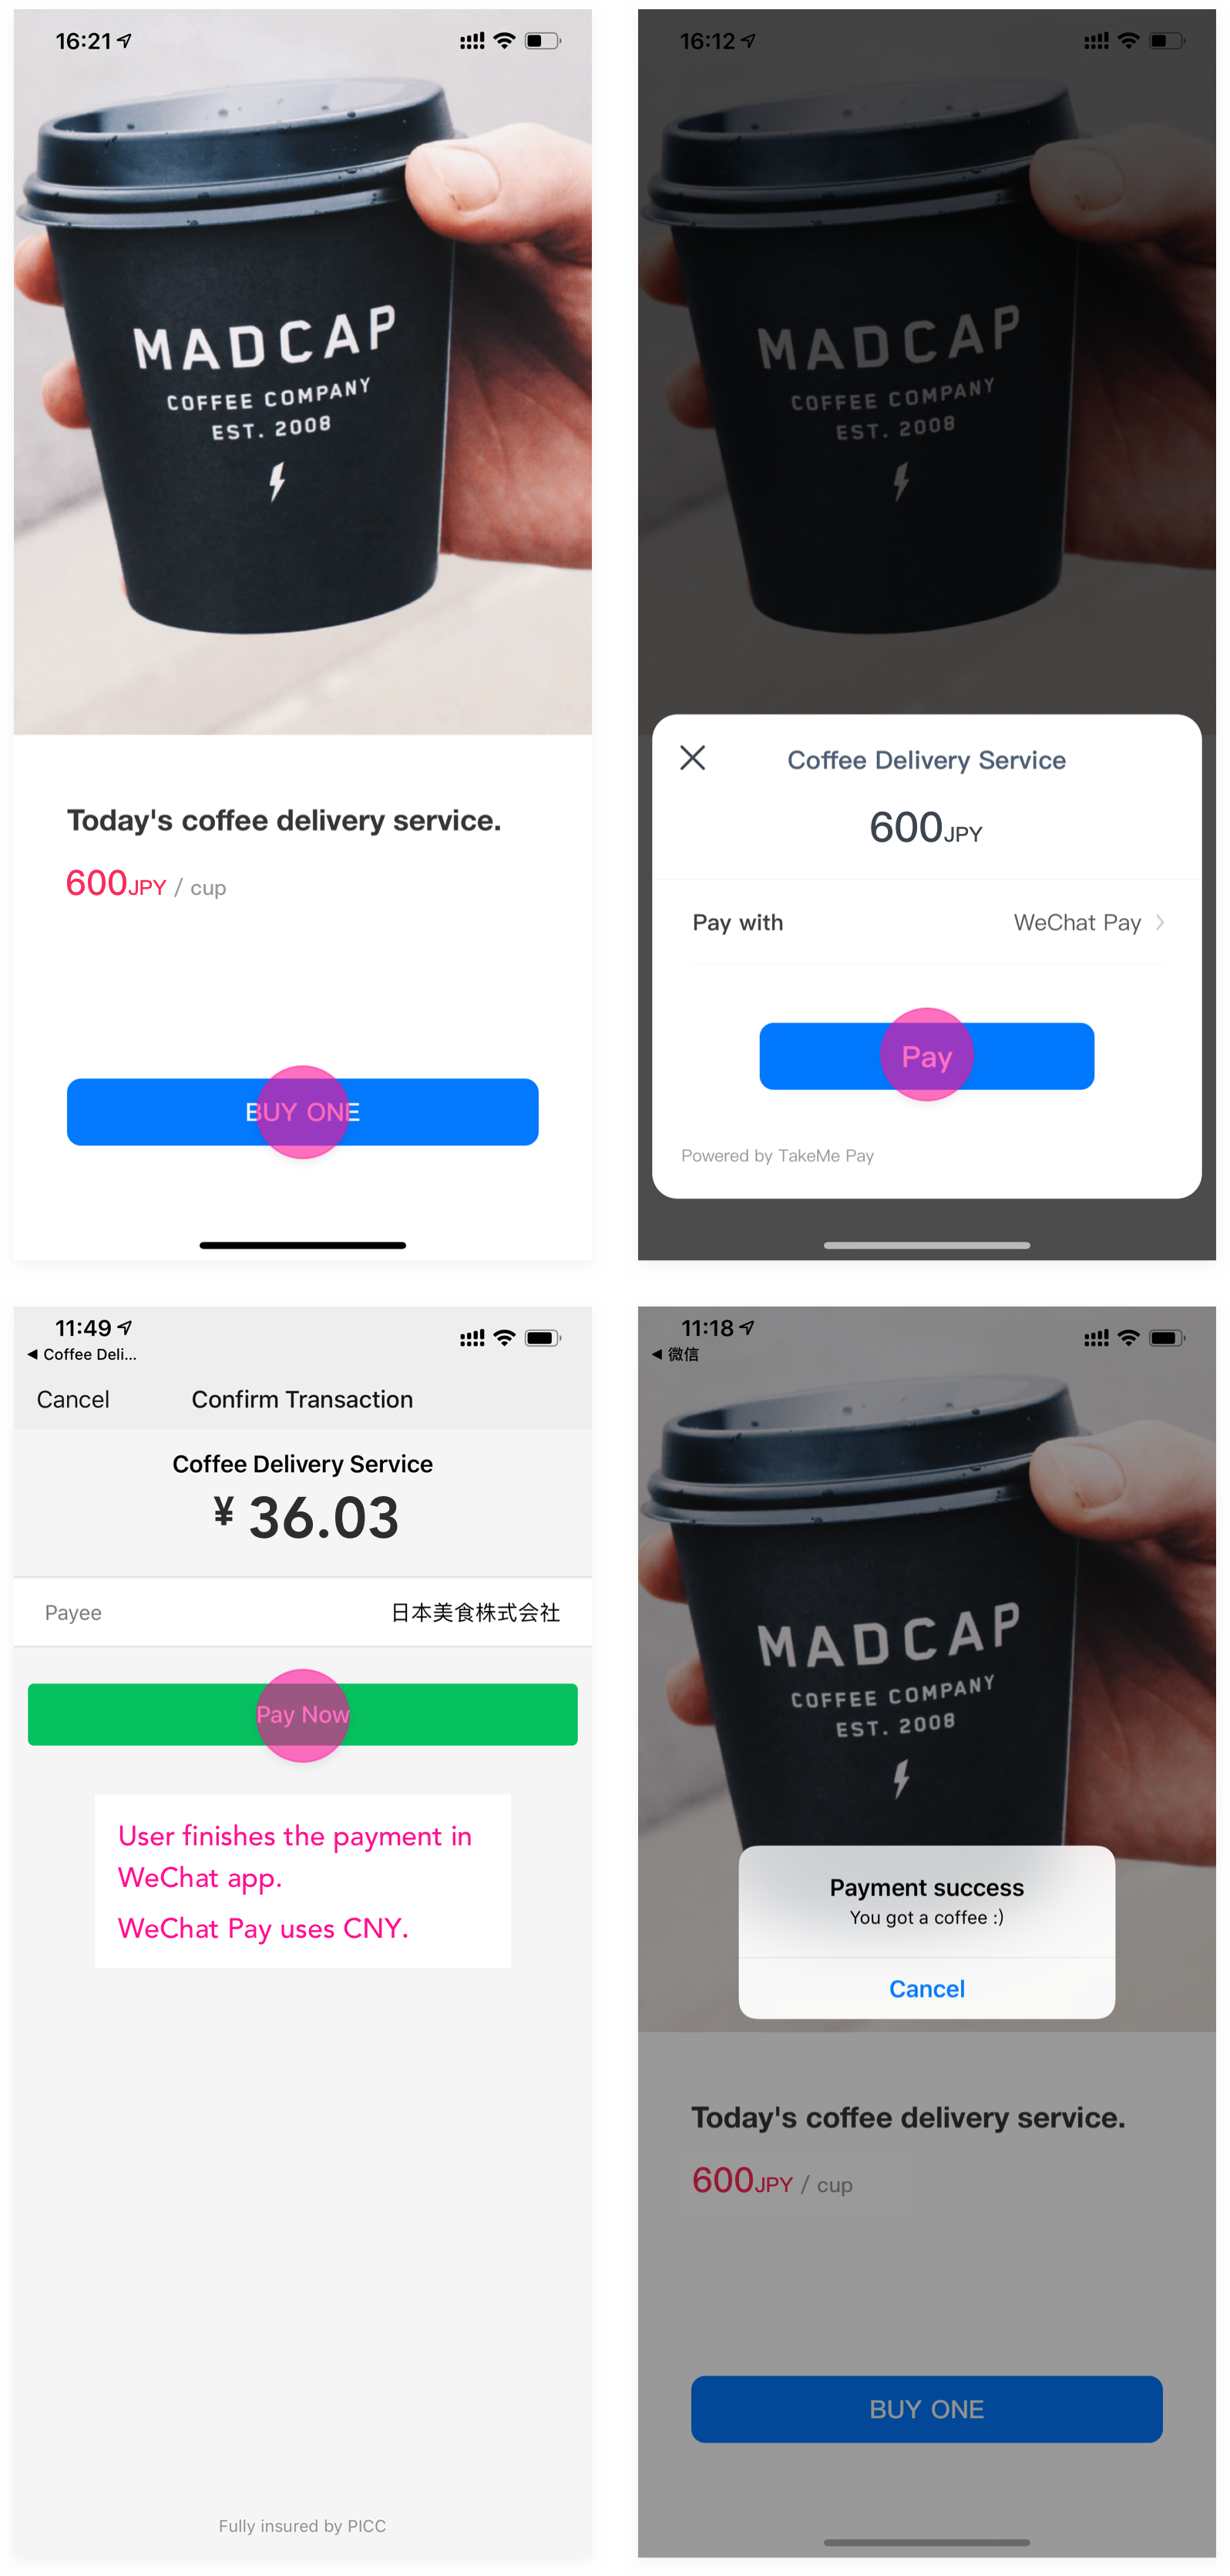 16:21
MADCAP
COFFEE COMPANY
EST. 2008
Today's coffee delivery service.
600JPY / cup
BUY ONE
16:12
MADCAP
COFFEE COMPANY
EST. 2008
Coffee Delivery Service
600JPY
Pay with WeChat Pay
Pay
Powered by TakeMe Pay
11:49
Coffee Deli...
Cancel Confirm Transaction
Coffee Delivery Service
¥ 36.03
Payee 日本美食株式会社
Pay Now
User finishes the payment in
WeChat app.
WeChat Pay uses CNY.
Fully insured by PICC
11:18
微信
MADCAP
COFFEE COMPANY
EST. 2008
Payment success
You got a coffee :)
Cancel
Today's coffee delivery service.
600JPY / cup
BUY ONE